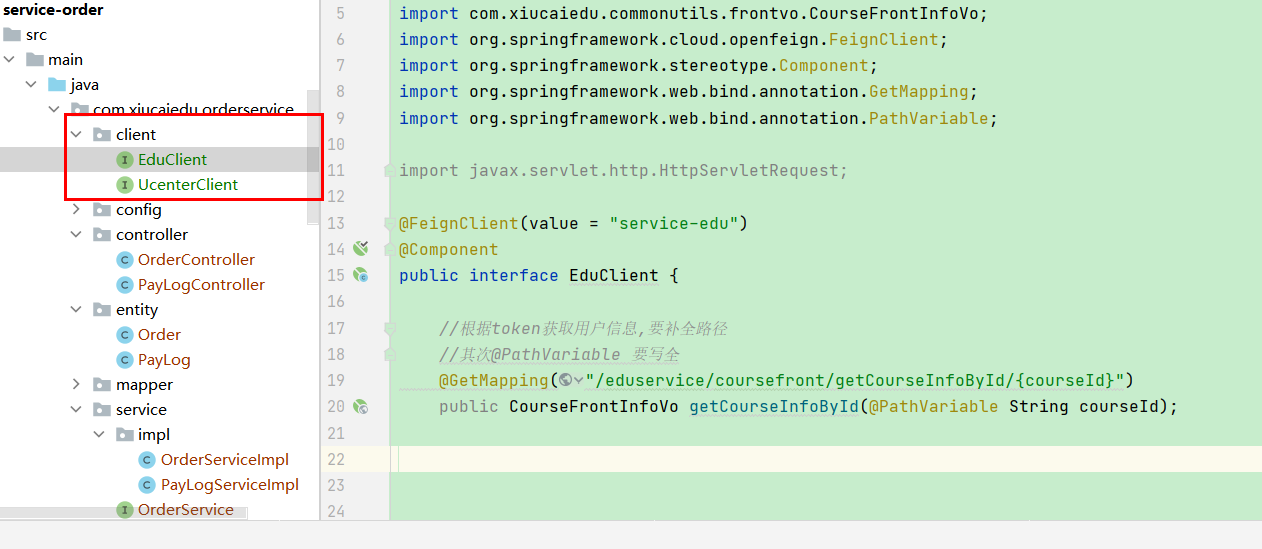 service-order
src
main
java
com.xiucaiedu.orderservice
client
EduClient
UcenterClient
config
controller
OrderController
PayLogController
entity
Order
PayLog
mapper
service
impl
OrderServiceImpl
PayLogServiceImpl
OrderService
5 import com.xiucaiedu.commonutils.frontvo.CourseFrontInfoVo;
6 import org.springframework.cloud.openfeign.FeignClient;
7 import org.springframework.stereotype.Component;
8 import org.springframework.web.bind.annotation.GetMapping;
9 import org.springframework.web.bind.annotation.PathVariable;
10
11 import javax.servlet.http.HttpServletRequest;
12
13 @FeignClient(value = "service-edu")
14 @Component
15 public interface EduClient {
16
17 //根据token获取用户信息,要补全路径
18 //其次@PathVariable 要写全
19 @GetMapping("/eduservice/coursefront/getCourseInfoById/{courseId}")
20 public CourseFrontInfoVo getCourseInfoById(@PathVariable String courseId);
21
22
23
24